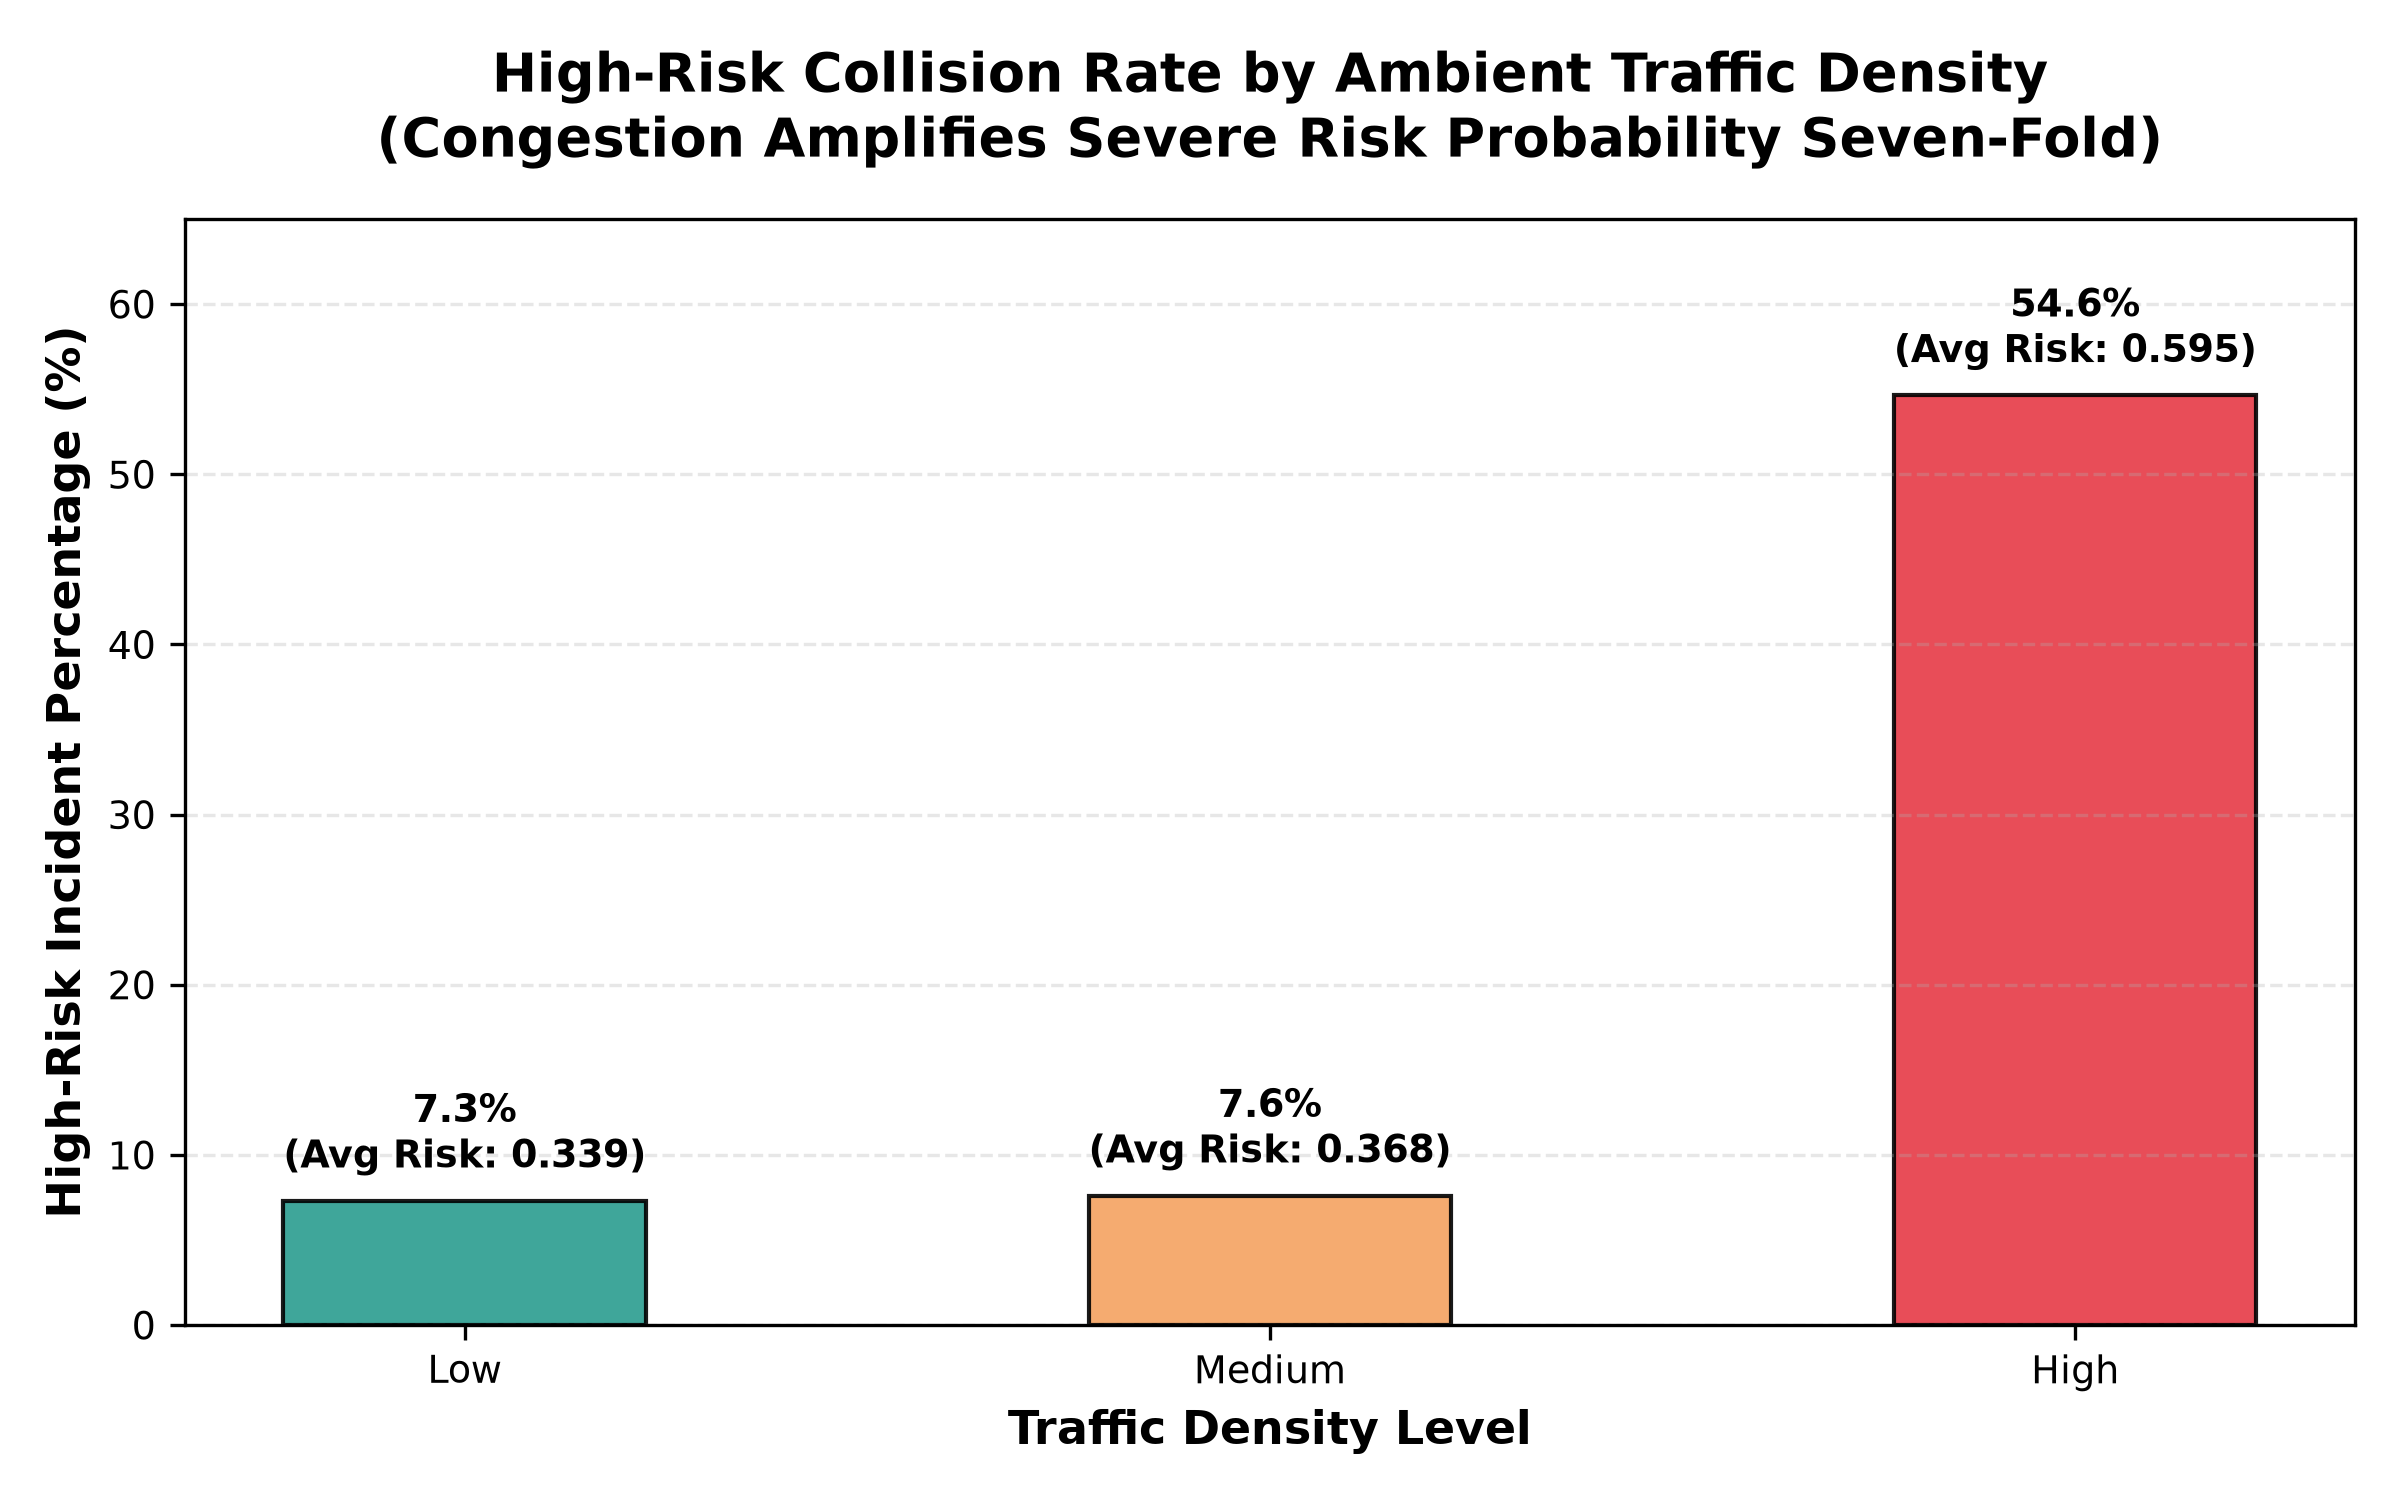 High-Risk Collision Rate by Ambient Traffic Density
(Congestion Amplifies Severe Risk Probability Seven-Fold)
High-Risk Incident Percentage (%)
60
50
40
30
20
10
0
54.6%
(Avg Risk: 0.595)
7.3%
(Avg Risk: 0.339)
7.6%
(Avg Risk: 0.368)
Low
Medium
High
Traffic Density Level